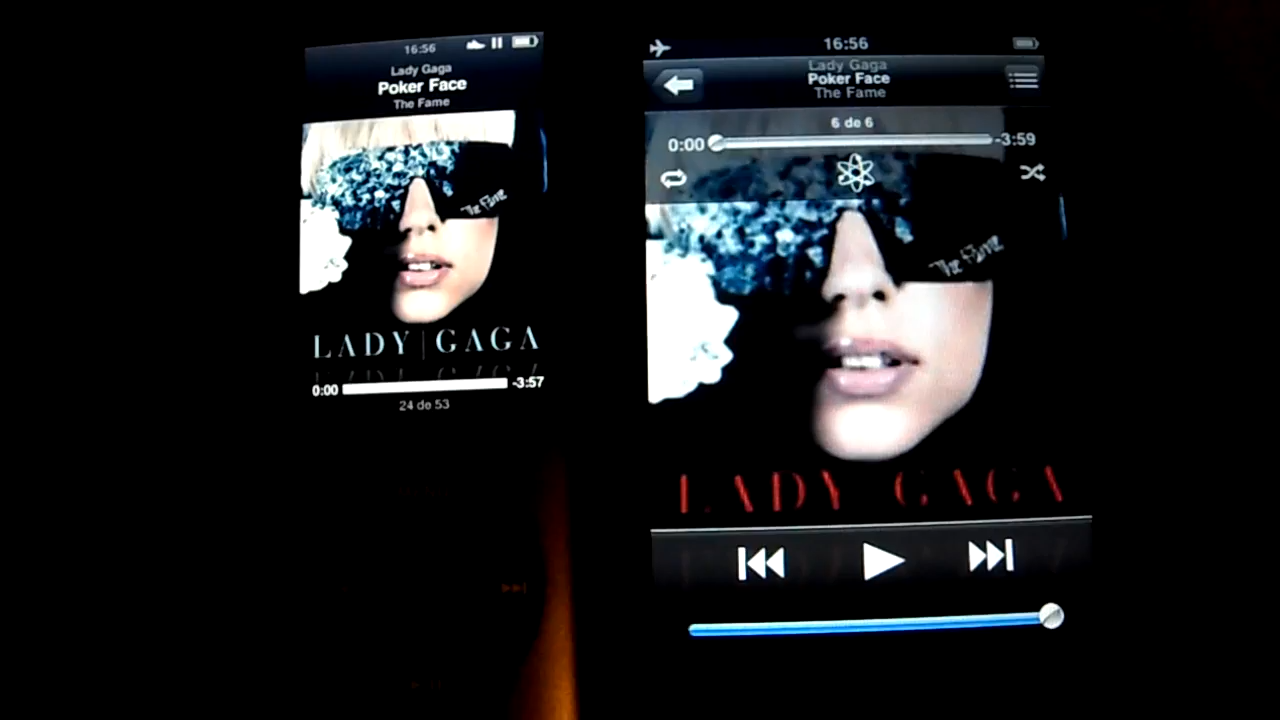 16:56
Lady Gaga
Poker Face
The Fame
The Fame
LADY|GAGA
0:00 -3:57
24 de 53
16:56
Lady Gaga
Poker Face
The Fame
6 de 6
0:00 -3:59
The Fame
LADY GAGA